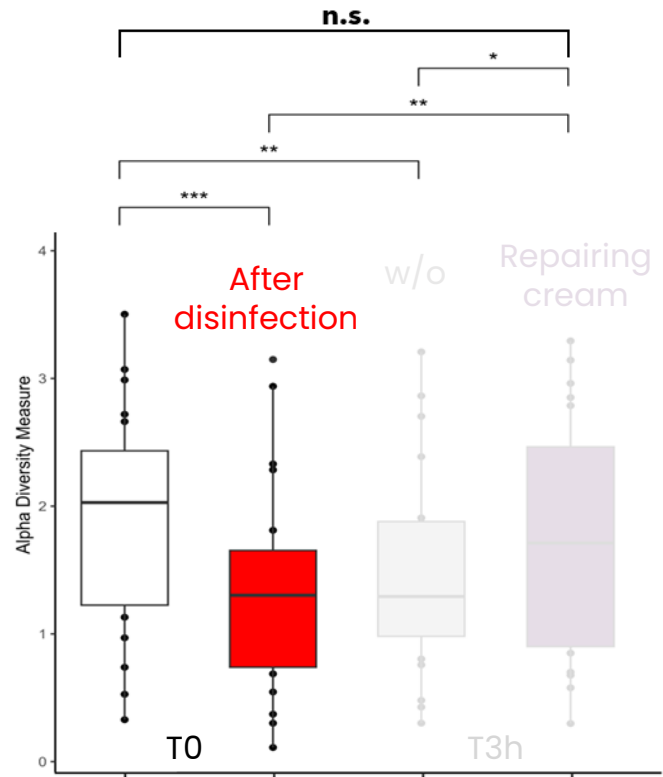 n.s.
*
**
**
***
4
3
2
1
0
Alpha Diversity Measure
After
disinfection
w/o
Repairing
cream
T0
T3h